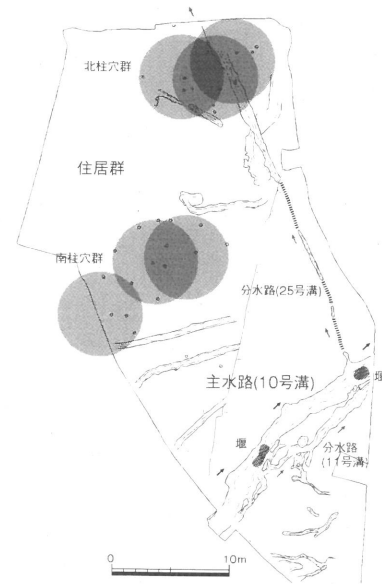 北柱穴群
住居群
南柱穴群
分水路(25号溝)
主水路(10号溝)
堰
堰
分水路
(11号溝)
0 10m